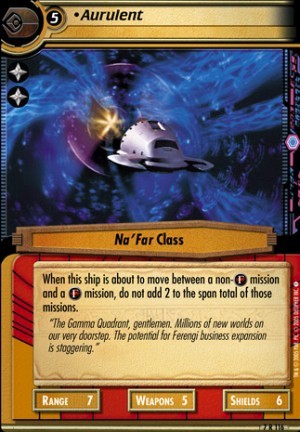 5 •Aurulent
Na'Far Class
When this ship is about to move between a non-F mission
and a F mission, do not add 2 to the span total of those
missions.
"The Gamma Quadrant, gentlemen. Millions of new worlds on
our very doorstep. The potential for Ferengi business expansion
is staggering."
RANGE 7 WEAPONS 5 SHIELDS 6